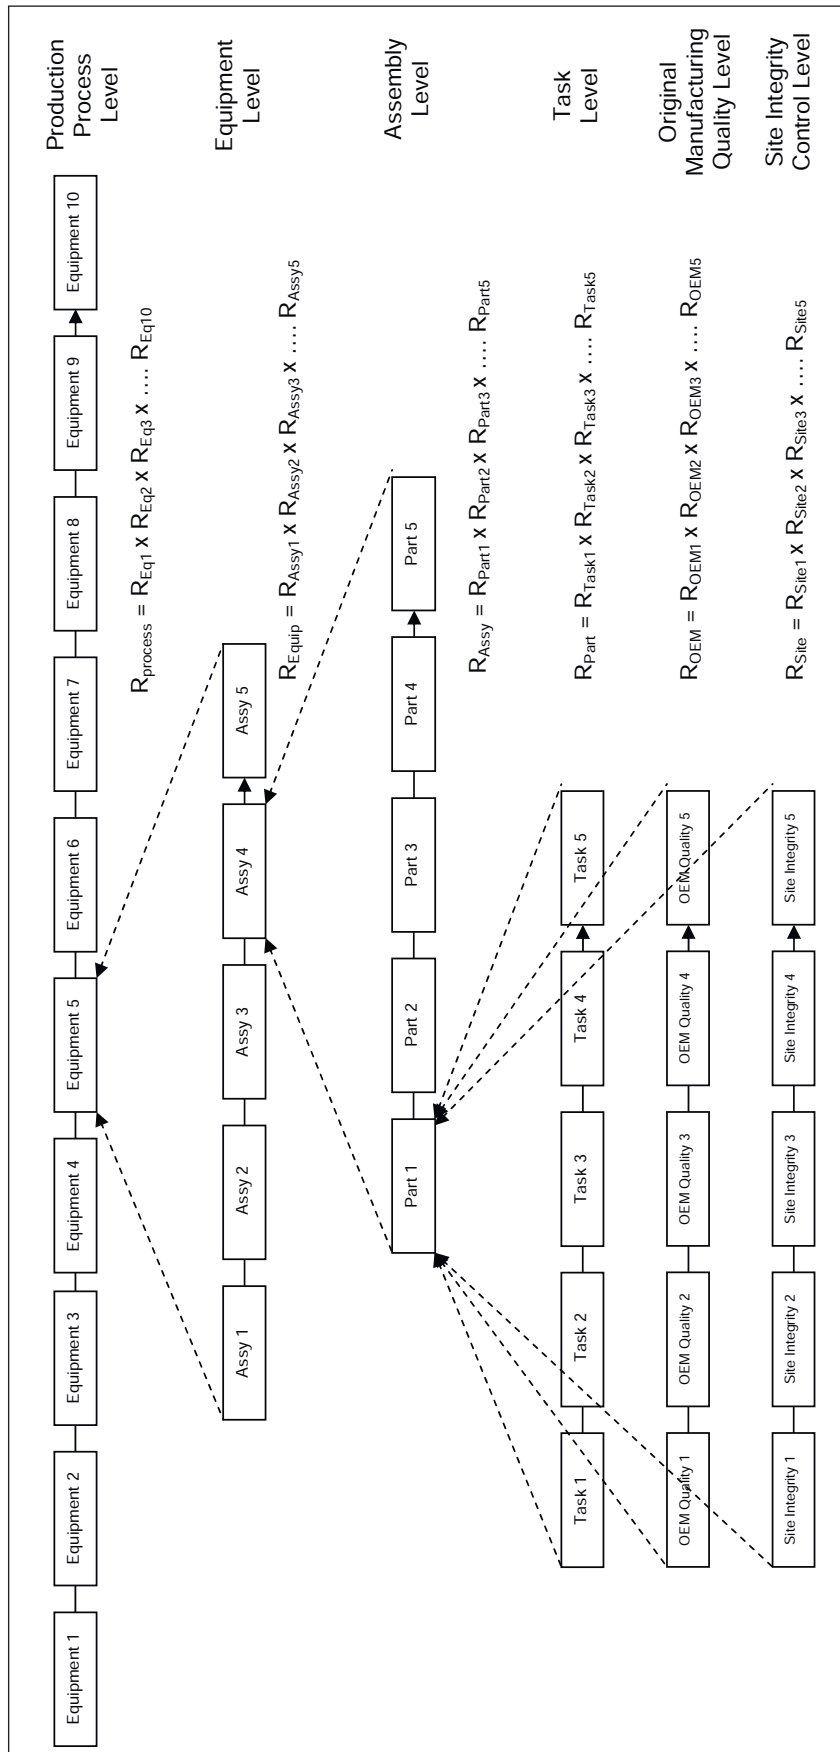 Equipment 1
Equipment 2
Equipment 3
Equipment 4
Equipment 5
Equipment 6
Equipment 7
Equipment 8
Equipment 9
Equipment 10
Production
Process
Level
Rprocess = REq1 x REq2 x REq3 x .... REq10
Assy 1
Assy 2
Assy 3
Assy 4
Assy 5
Equipment
Level
REquip = RAssy1 x RAssy2 x RAssy3 x .... RAssy5
Part 1
Part 2
Part 3
Part 4
Part 5
Assembly Level
RAssy = RPart1 x RPart2 x RPart3 x .... RPart5
Task 1
Task 2
Task 3
Task 4
Task 5
RPart = RTask1 x RTask2 x RTask3 x .... RTask5
Task
Level
OEM Quality 1
OEM Quality 2
OEM Quality 3
OEM Quality 4
OEM Quality 5
ROEM = ROEM1 x ROEM2 x ROEM3 x .... ROEM5
Original
Manufacturing
Quality Level
Site Integrity 1
Site Integrity 2
Site Integrity 3
Site Integrity 4
Site Integrity 5
RSite = RSite1 x RSite2 x RSite3 x .... RSite5
Site Integrity
Control Level